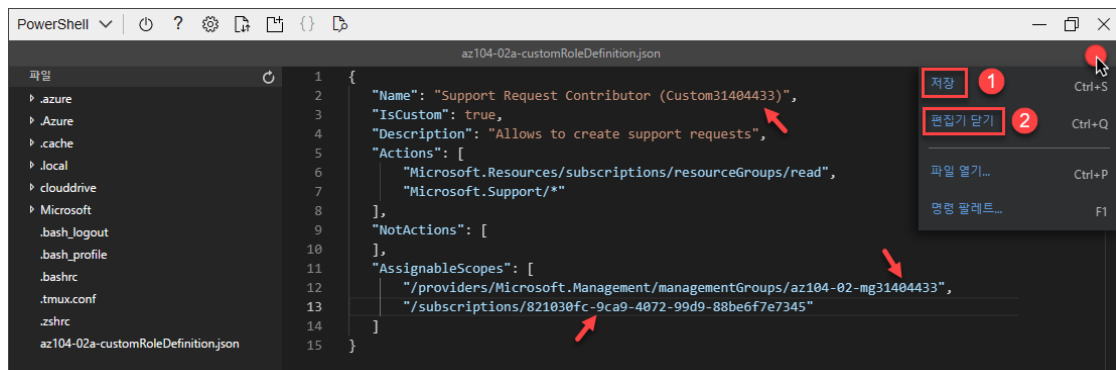 PowerShell
?
{}
az104-02a-customRoleDefinition.json
파일
.azure
.Azure
.cache
.local
clouddrive
Microsoft
.bash_logout
.bash_profile
.bashrc
.tmux.conf
.zshrc
az104-02a-customRoleDefinition.json
1 {
2 "Name": "Support Request Contributor (Custom31404433)",
3 "IsCustom": true,
4 "Description": "Allows to create support requests",
5 "Actions": [
6 "Microsoft.Resources/subscriptions/resourceGroups/read",
7 "Microsoft.Support/*"
8 ],
9 "NotActions": [
10 ],
11 "AssignableScopes": [
12 "/providers/Microsoft.Management/managementGroups/az104-02-mg31404433",
13 "/subscriptions/821030fc-9ca9-4072-99d9-88be6f7e7345"
14 ]
15 }
저장 1 Ctrl+S
편집기 닫기 2 Ctrl+Q
파일 열기... Ctrl+P
명령 팔레트... F1